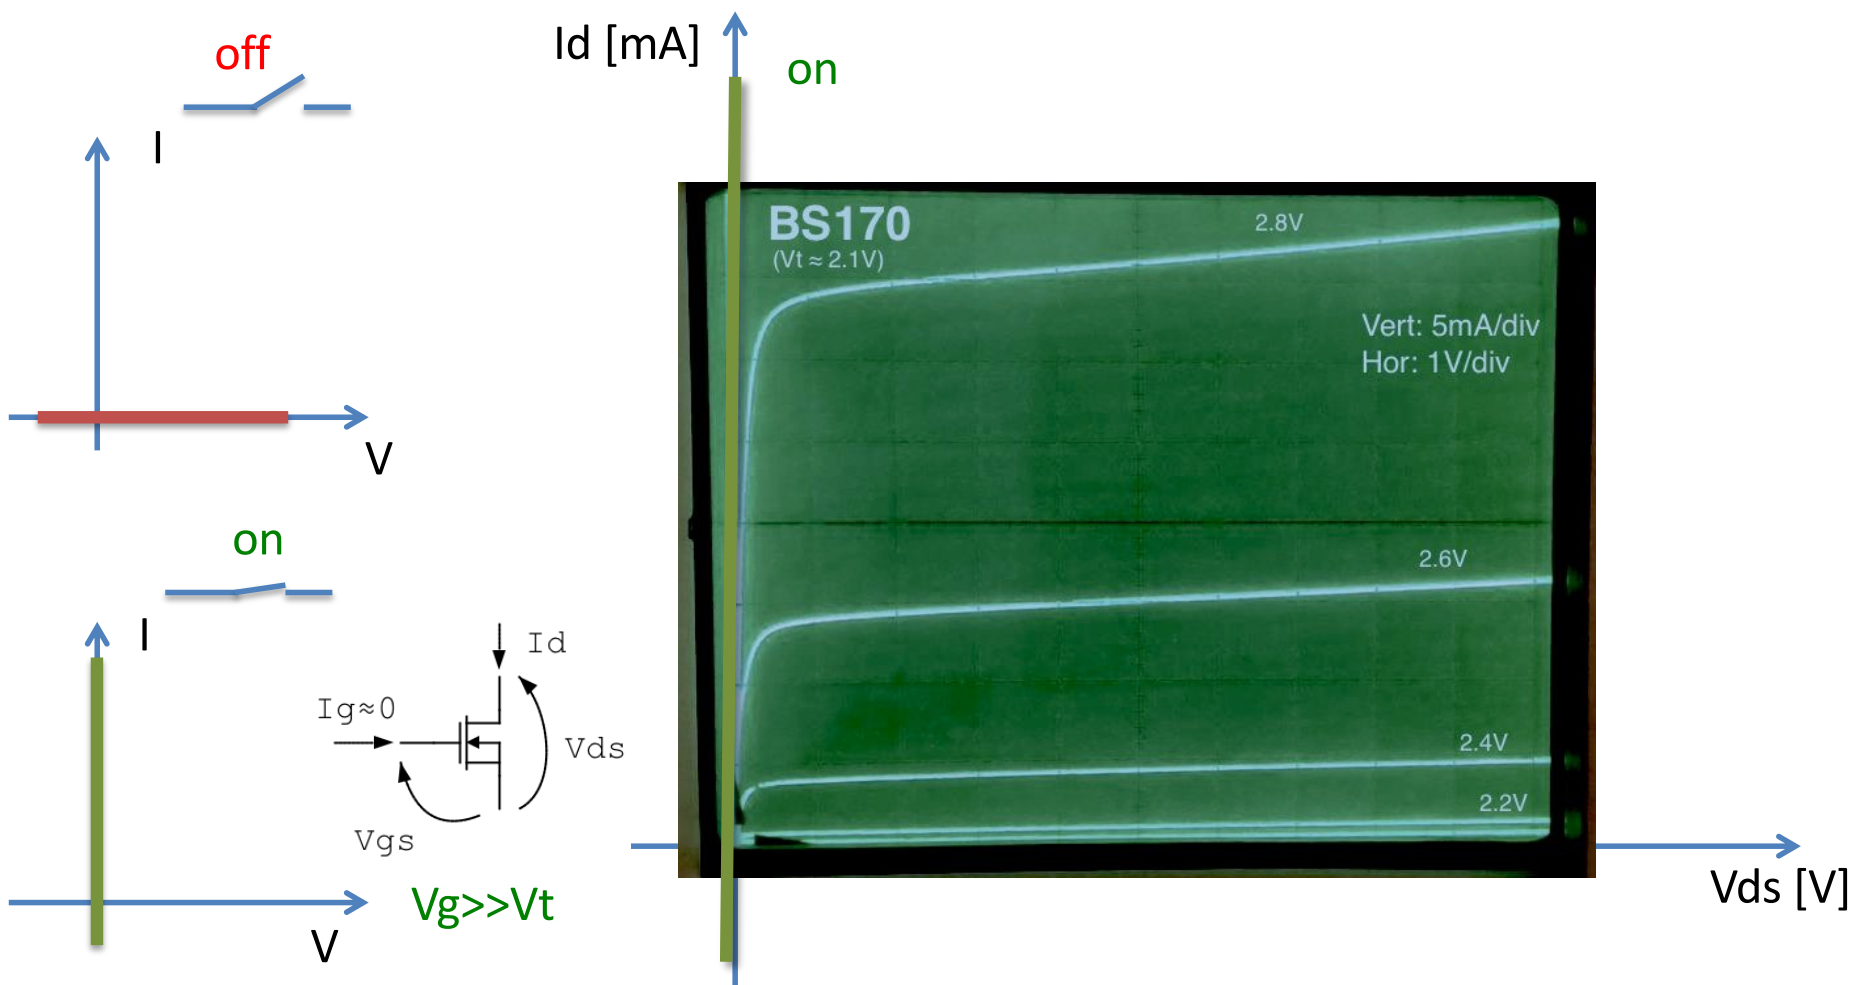 off
I
V
on
I
V
Id
Ig≈0
Vds
Vgs
Vg>>Vt
Id [mA]
on
BS170
(Vt ≈ 2.1V)
2.8V
Vert: 5mA/div
Hor: 1V/div
2.6V
2.4V
2.2V
Vds [V]